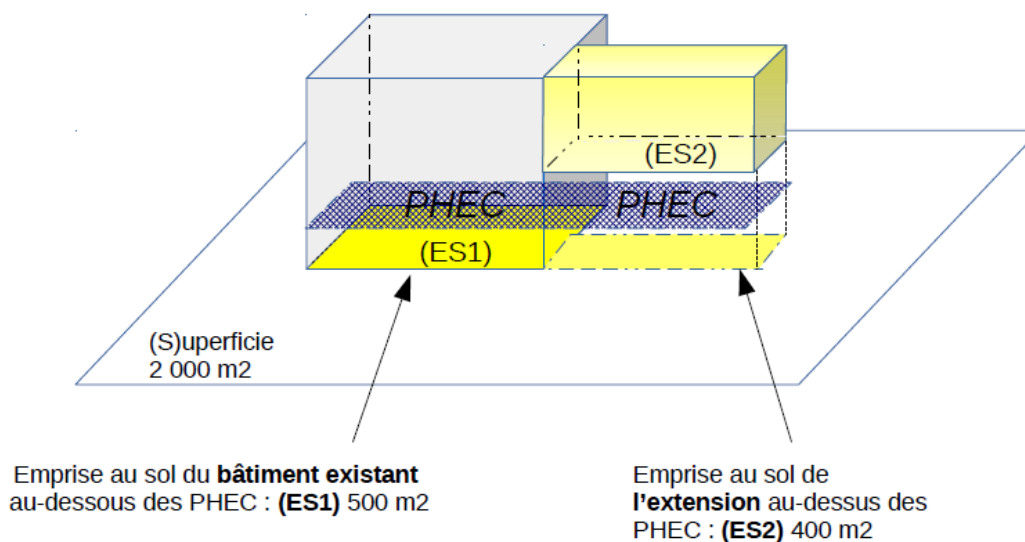 (ES2)
PHEC
PHEC
(ES1)
(S)uperficie
2 000 m2
Emprise au sol du bâtiment existant
au-dessous des PHEC : (ES1) 500 m2
Emprise au sol de
l’extension au-dessus des
PHEC : (ES2) 400 m2